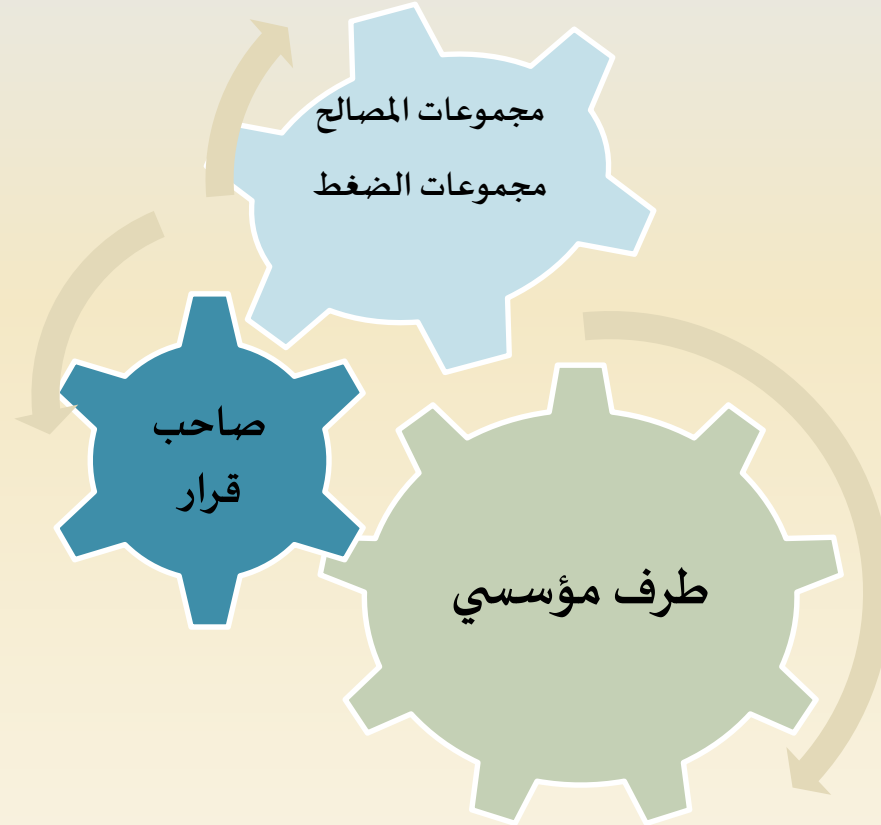 مجموعات المصالح
مجموعات الضغط
صاحب
قرار
طرف مؤسسي